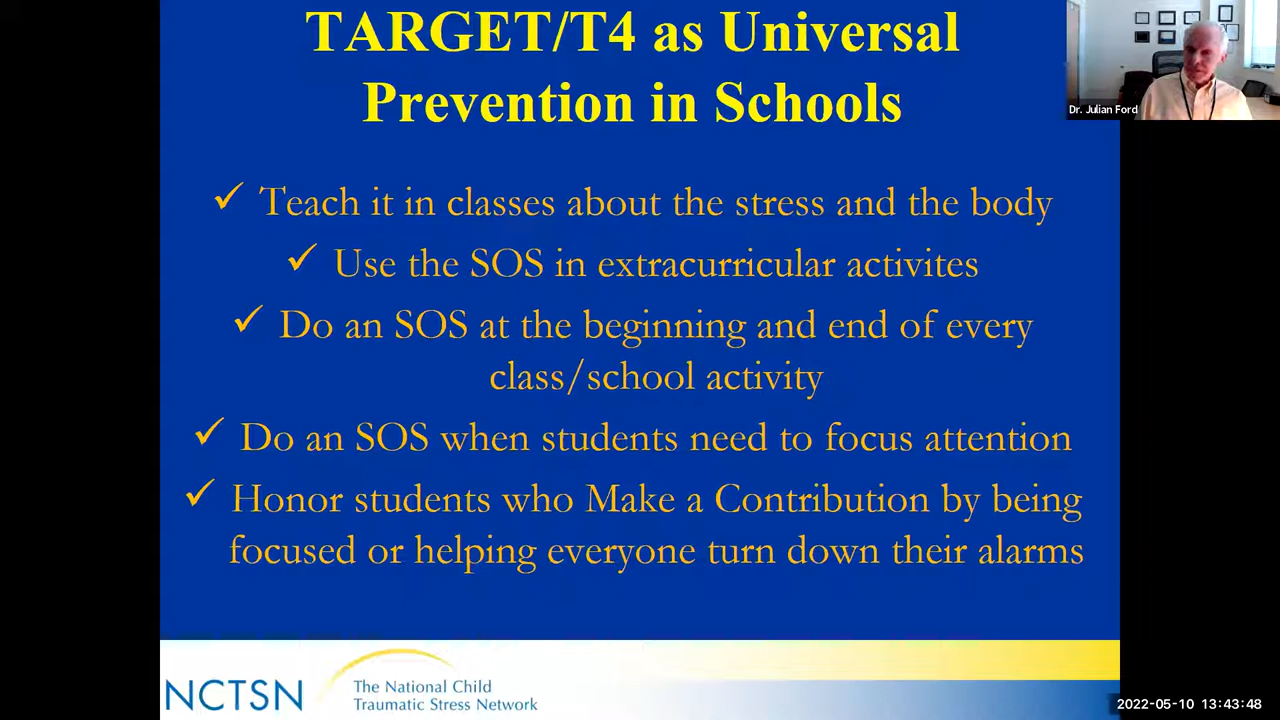 TARGET/T4 as Universal
Prevention in Schools
Dr. Julian Ford
✓ Teach it in classes about the stress and the body
✓ Use the SOS in extracurricular activites
✓ Do an SOS at the beginning and end of every
class/school activity
✓ Do an SOS when students need to focus attention
✓ Honor students who Make a Contribution by being
focused or helping everyone turn down their alarms
NCTSN
The National Child
Traumatic Stress Network
2022-05-10 13:43:48